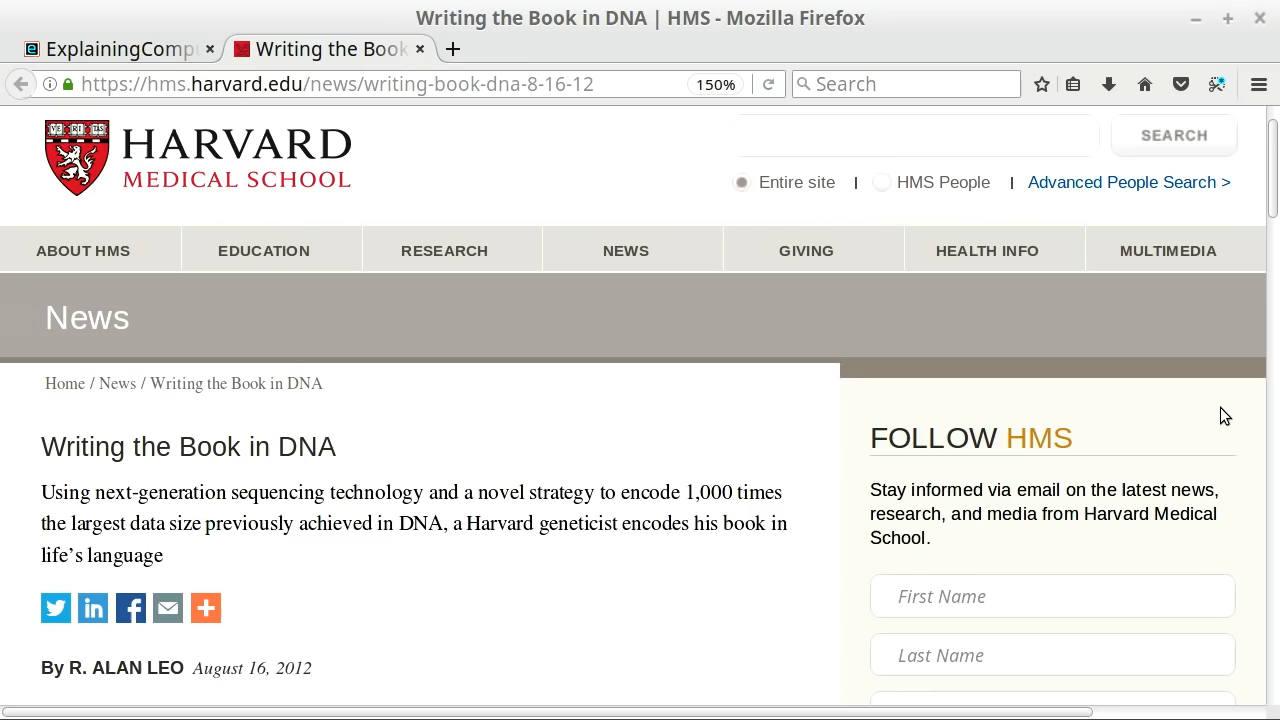 Writing the Book in DNA | HMS - Mozilla Firefox
ExplainingComp
Writing the Book
https://hms.harvard.edu/news/writing-book-dna-8-16-12
150%
Search
VE RI TAS
HARVARD
MEDICAL SCHOOL
SEARCH
Entire site | HMS People | Advanced People Search >
ABOUT HMS
EDUCATION
RESEARCH
NEWS
GIVING
HEALTH INFO
MULTIMEDIA
News
Home / News / Writing the Book in DNA
Writing the Book in DNA
Using next-generation sequencing technology and a novel strategy to encode 1,000 times
the largest data size previously achieved in DNA, a Harvard geneticist encodes his book in
life’s language
By R. ALAN LEO August 16, 2012
FOLLOW HMS
Stay informed via email on the latest news,
research, and media from Harvard Medical
School.
First Name
Last Name